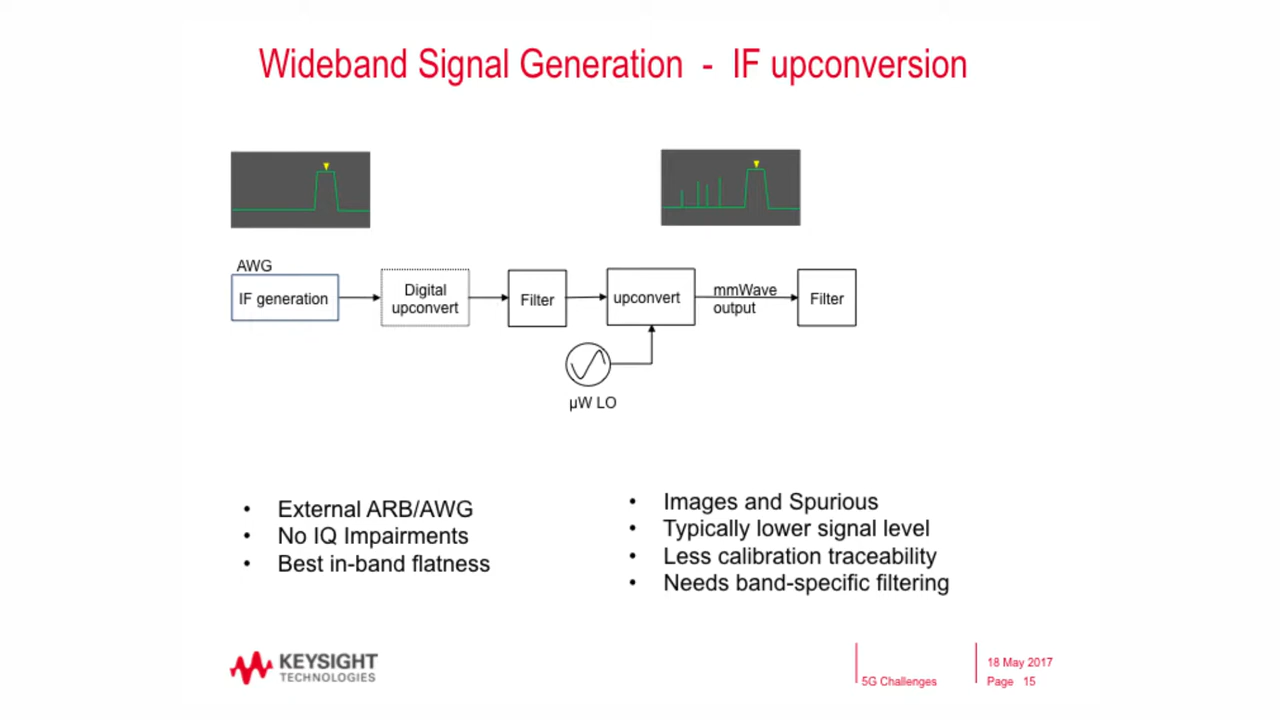 Wideband Signal Generation - IF upconversion
AWG
IF generation
Digital
upconvert
Filter
upconvert
mmWave
output
Filter
µW LO
• External ARB/AWG
• No IQ Impairments
• Best in-band flatness
• Images and Spurious
• Typically lower signal level
• Less calibration traceability
• Needs band-specific filtering
KEYSIGHT
TECHNOLOGIES
5G Challenges
18 May 2017
Page 15